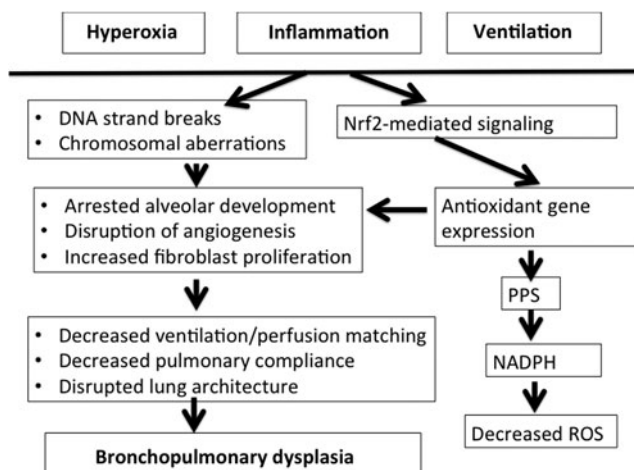 Hyperoxia
Inflammation
Ventilation
• DNA strand breaks
• Chromosomal aberrations
Nrf2-mediated signaling
• Arrested alveolar development
• Disruption of angiogenesis
• Increased fibroblast proliferation
Antioxidant gene
expression
PPS
• Decreased ventilation/perfusion matching
• Decreased pulmonary compliance
• Disrupted lung architecture
NADPH
Decreased ROS
Bronchopulmonary dysplasia